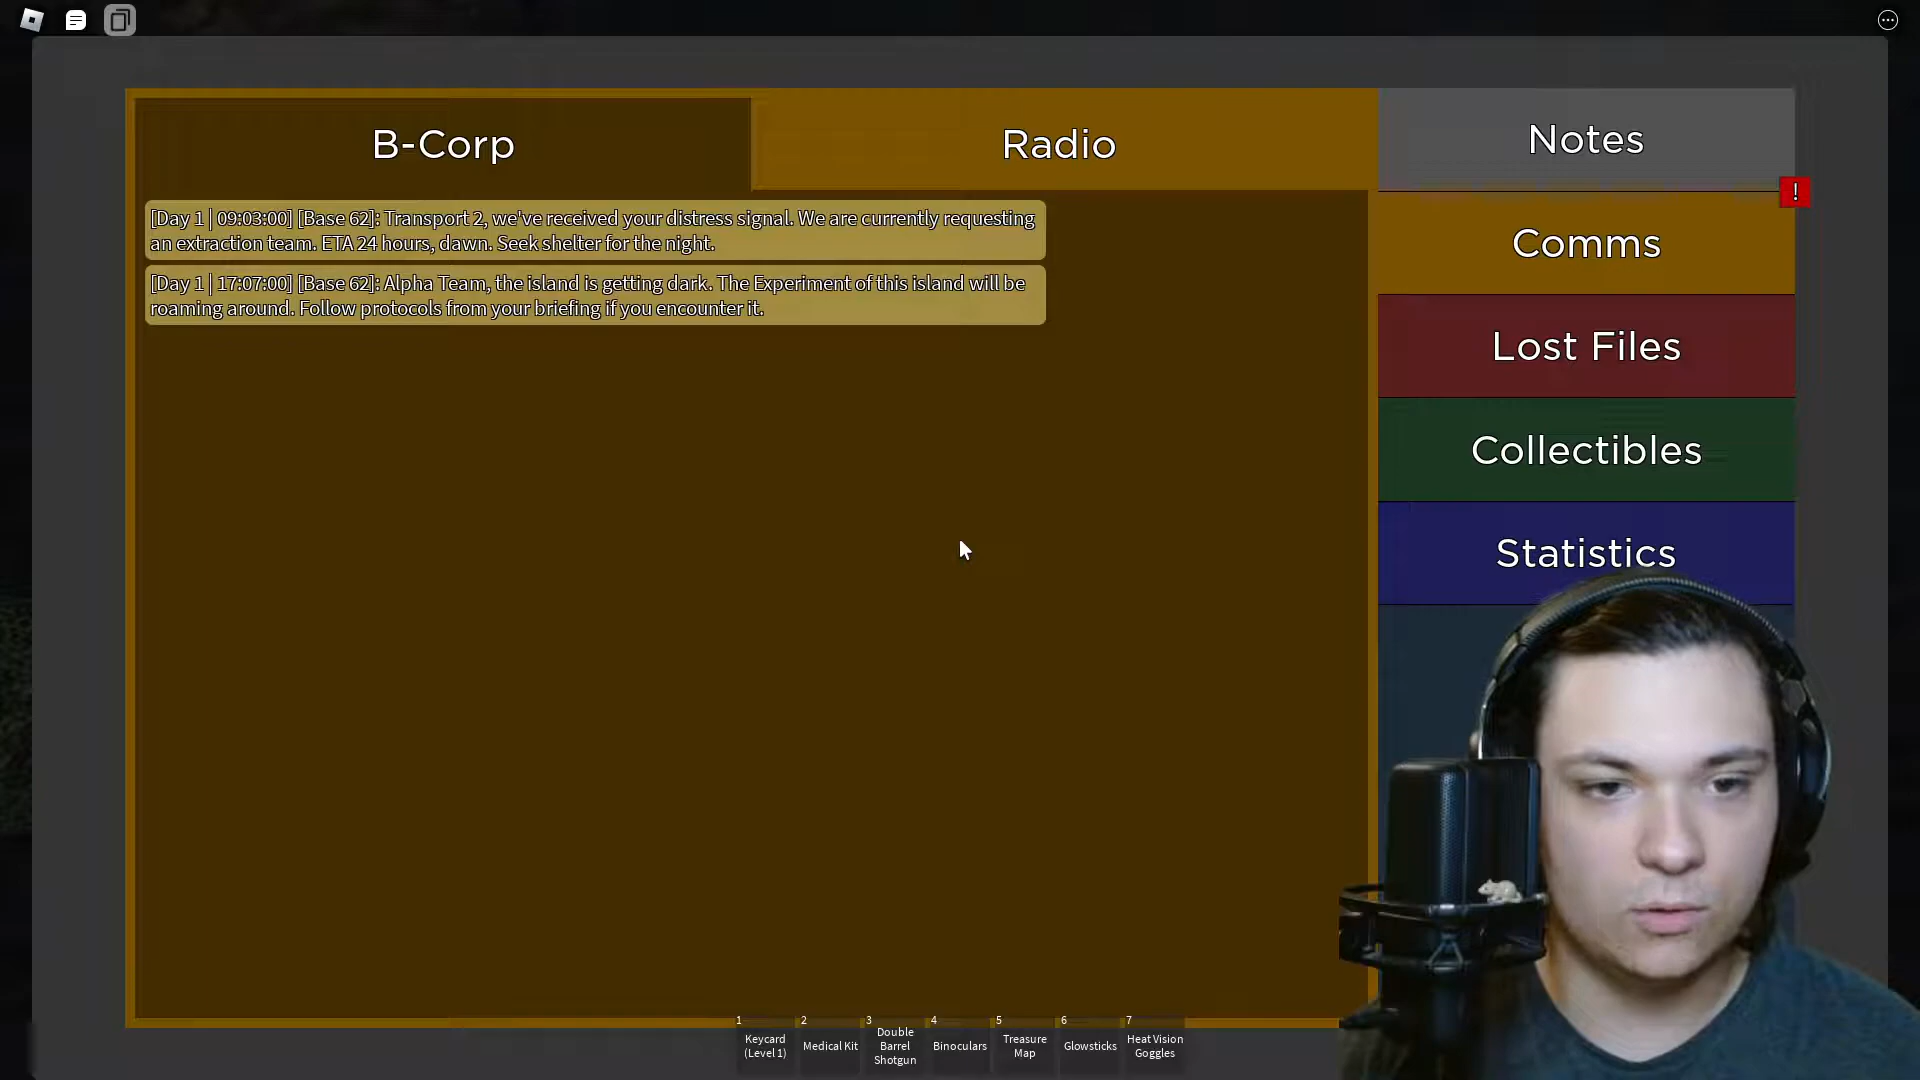 B-Corp
Radio
Notes
[Day 1 | 09:03:00] [Base 62]: Transport 2, we've received your distress signal. We are currently requesting
an extraction team. ETA 24 hours, dawn. Seek shelter for the night.
!
Comms
[Day 1 | 17:07:00] [Base 62]: Alpha Team, the island is getting dark. The Experiment of this island will be
roaming around. Follow protocols from your briefing if you encounter it.
Lost Files
Collectibles
Statistics
1
Keycard
(Level 1)
2
Medical Kit
3
Double
Barrel
Shotgun
4
Binoculars
5
Treasure
Map
6
Glowsticks
7
Heat Vision
Goggles